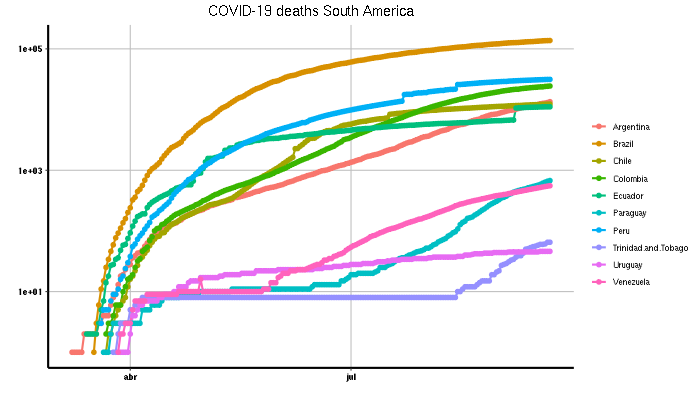 COVID-19 deaths South America
1e+05
1e+03
1e+01
abr
jul
Argentina
Brazil
Chile
Colombia
Ecuador
Paraguay
Peru
Trinidad.and.Tobago
Uruguay
Venezuela